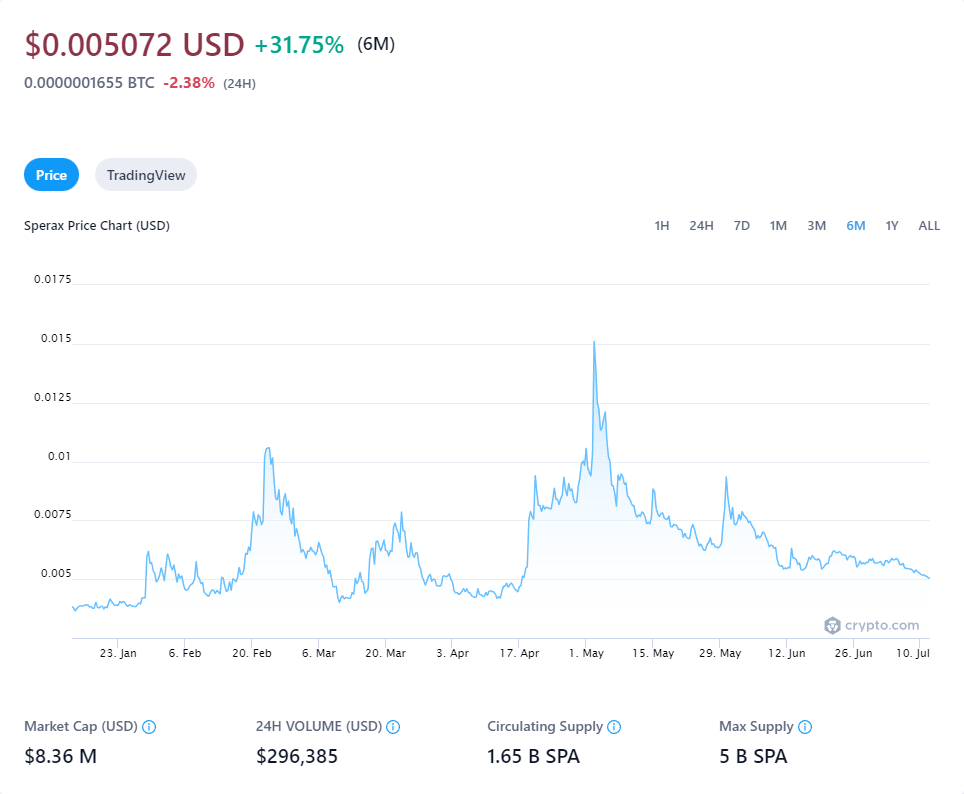 $0.005072 USD +31.75% (6M)
0.0000001655 BTC -2.38% (24H)
Price TradingView
Sperax Price Chart (USD) 1H 24H 7D 1M 3M 6M 1Y ALL
0.0175
0.015
0.0125
0.01
0.0075
0.005
crypto.com
23. Jan 6. Feb 20. Feb 6. Mar 20. Mar 3. Apr 17. Apr 1. May 15. May 29. May 12. Jun 26. Jun 10. Jul
Market Cap (USD) 24H VOLUME (USD) Circulating Supply Max Supply
$8.36 M $296,385 1.65 B SPA 5 B SPA